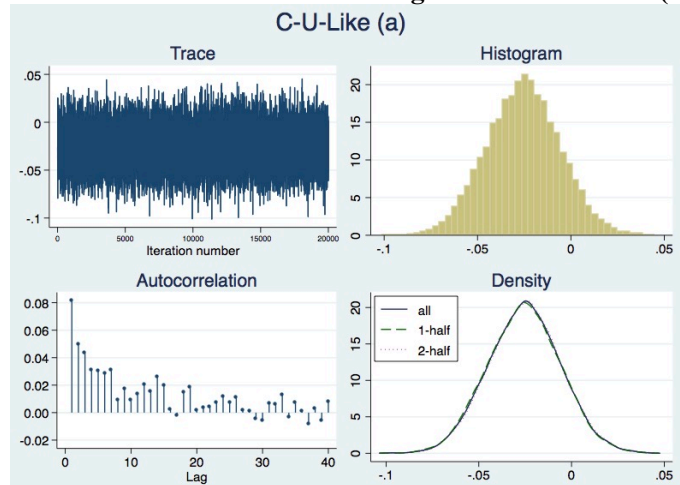 C-U-Like (a)
Trace
Histogram
.05
0
-.05
-.1
0 5000 10000 15000 20000
Iteration number
20
15
10
5
0
-.1 -.05 0 .05
Autocorrelation
Density
0.08
0.06
0.04
0.02
0.00
-0.02
0 10 20 30 40
Lag
20
15
10
5
0
all
1-half
2-half
-.1 -.05 0 .05